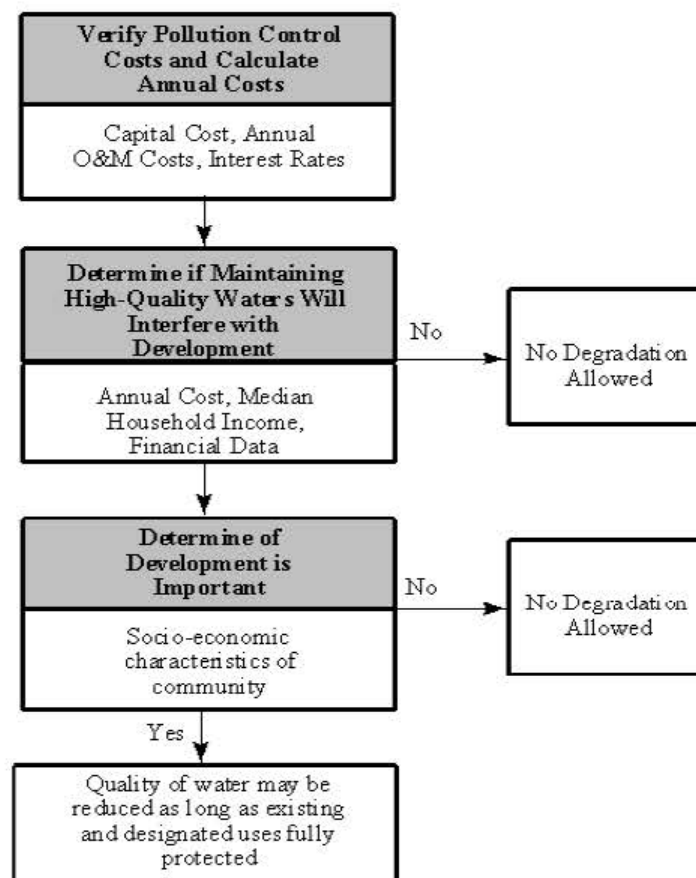 Verify Pollution Control
Costs and Calculate
Annual Costs
Capital Cost, Annual
O&M Costs, Interest Rates
Determine if Maintaining
High-Quality Waters Will
Interfere with
Development
No
No Degradation
Allowed
Annual Cost, Median
Household Income,
Financial Data
Determine of
Development is
Important
No
No Degradation
Allowed
Socio-economic
characteristics of
community
Yes
Quality of water may be
reduced as long as existing
and designated uses fully
protected